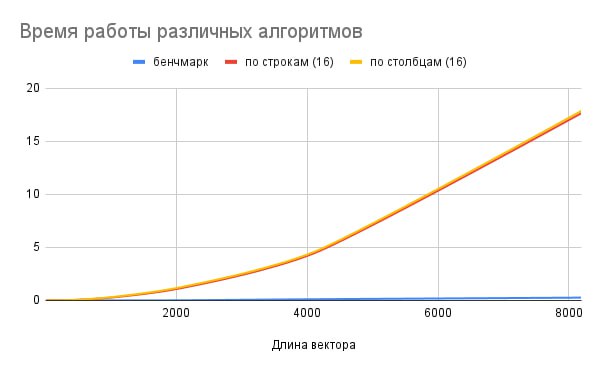 Время работы различных алгоритмов
бенчмарк по строкам (16) по столбцам (16)
20
15
10
5
0
2000 4000 6000 8000
Длина вектора